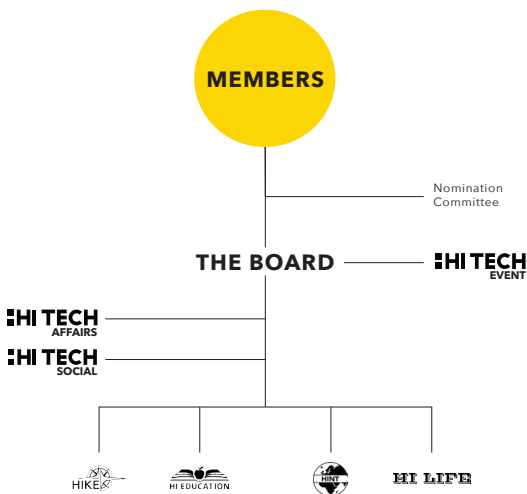 MEMBERS
Nomination
Committee
THE BOARD
HI TECH
EVENT
HI TECH
AFFAIRS
HI TECH
SOCIAL
HIKE
HI EDUCATION
HINT
HI LIFE